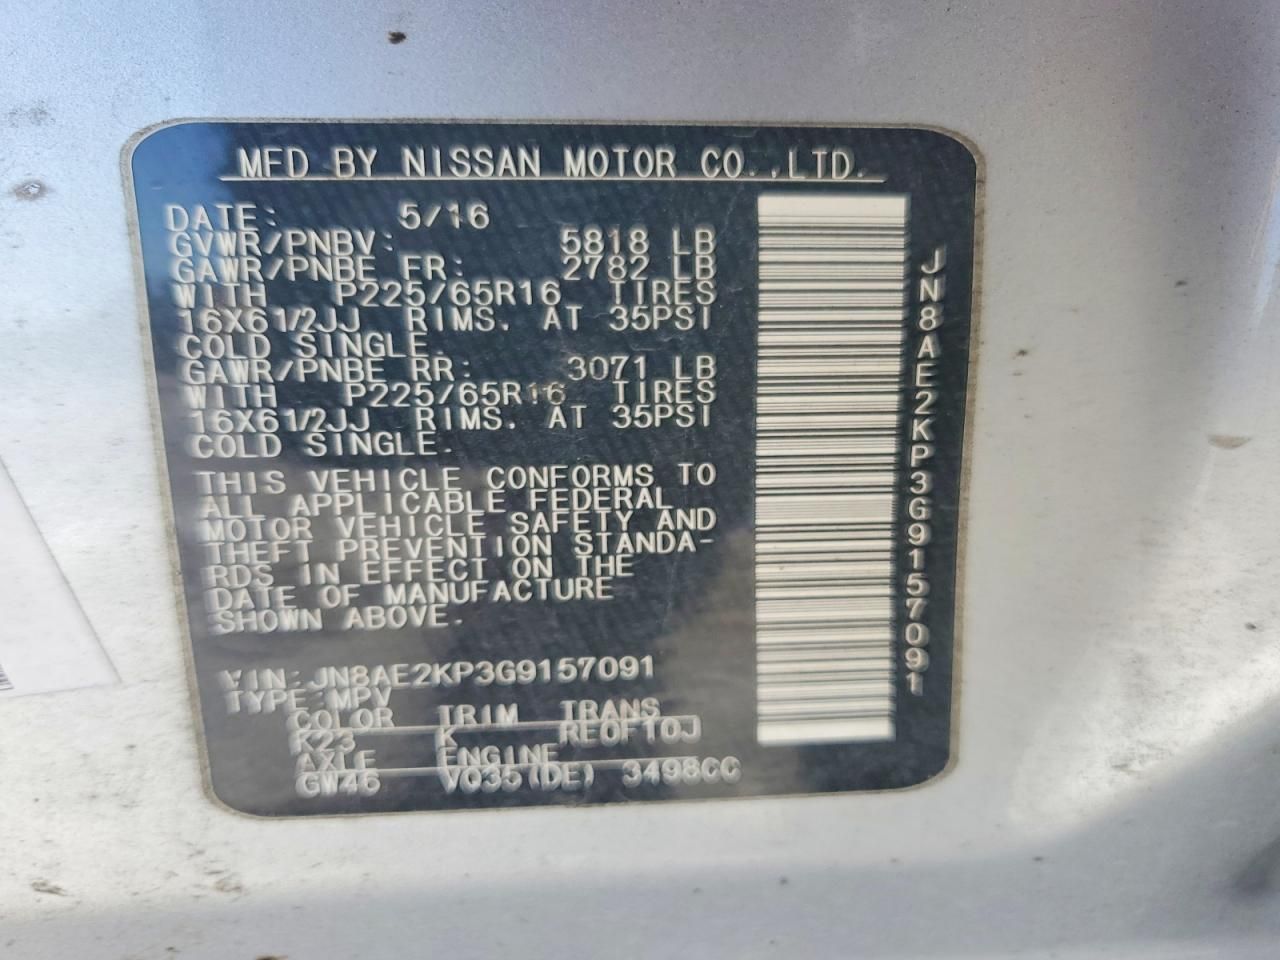 MFD BY NISSAN MOTOR CO.,LTD.
DATE: 5/16
GVWR/PNBV: 5818 LB
GAWR/PNBE FR: 2782 LB
WITH P225/65R16 TIRES
16X61/2JJ RIMS. AT 35PSI
COLD SINGLE.
GAWR/PNBE RR: 3071 LB
WITH P225/65R16 TIRES
16X61/2JJ RIMS. AT 35PSI
COLD SINGLE.
THIS VEHICLE CONFORMS TO
ALL APPLICABLE FEDERAL
MOTOR VEHICLE SAFETY AND
THEFT PREVENTION STANDA-
RDS IN EFFECT ON THE
DATE OF MANUFACTURE
SHOWN ABOVE.
VIN:JN8AE2KP3G9157091
TYPE:MPV
COLOR TRIM TRANS
K23 K RE0F10J
AXLE ENGINE
GW46 VQ35(DE) 3498CC
JN8AE2KP3G9157091